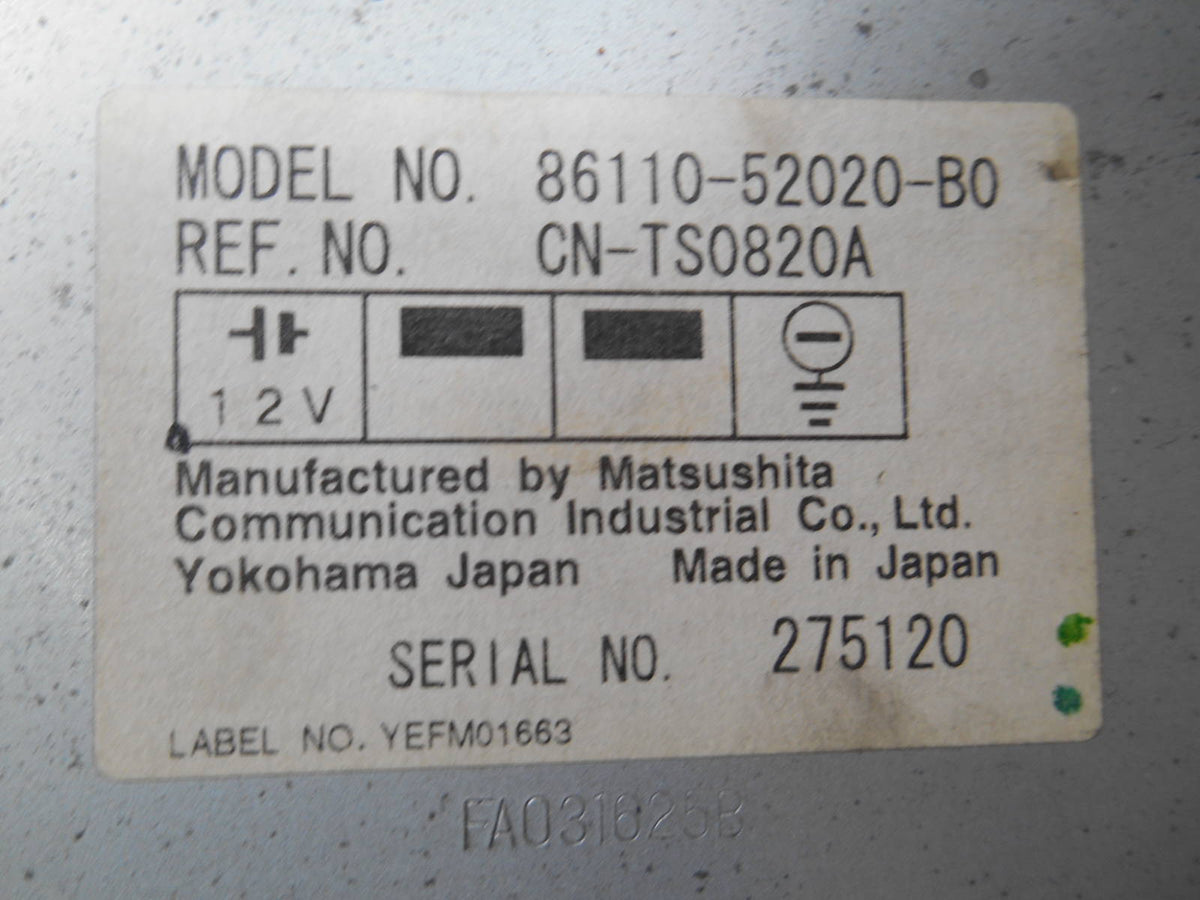 MODEL NO. 86110-52020-B0
REF. NO. CN-TS0820A
12V
Manufactured by Matsushita
Communication Industrial Co., Ltd.
Yokohama Japan Made in Japan
SERIAL NO. 275120
LABEL NO. YEFM01663
FA031625B